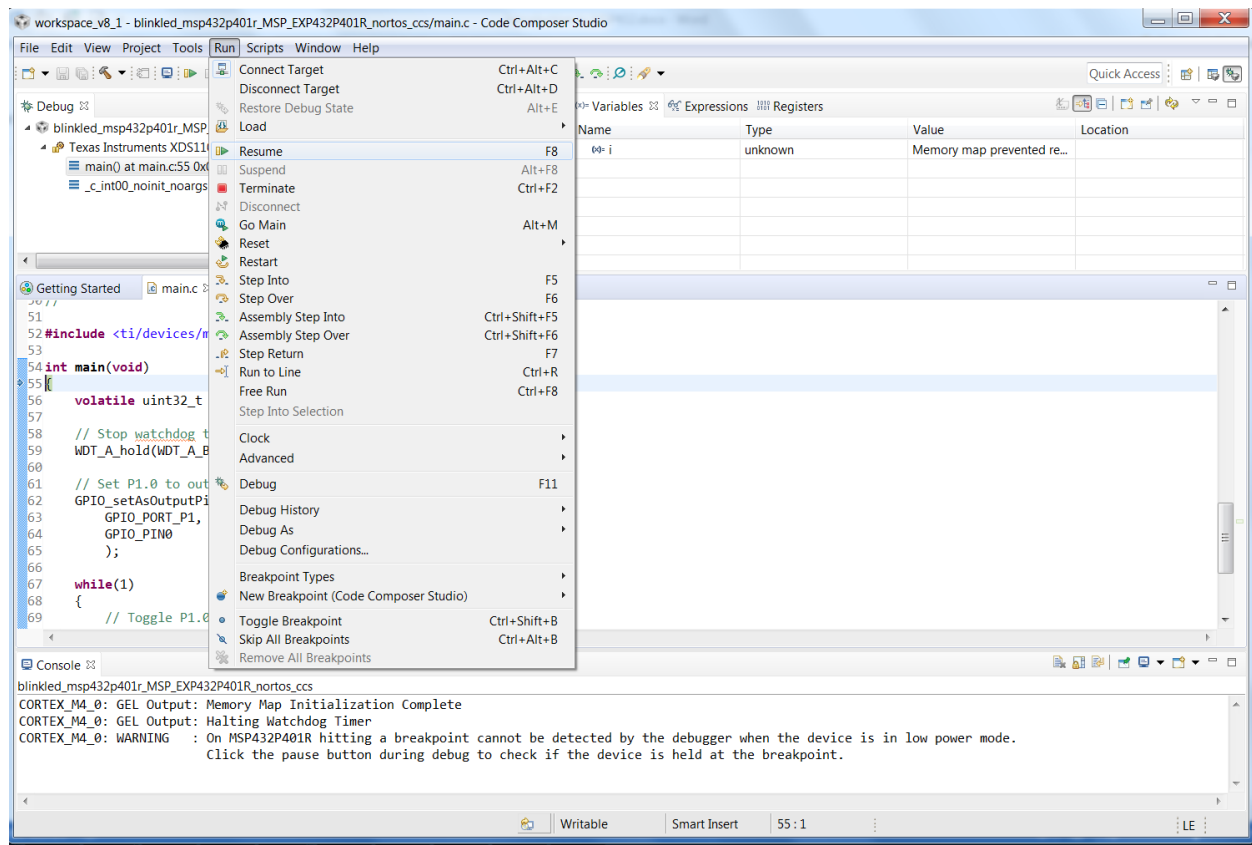 workspace_v8_1 - blinkled_msp432p401r_MSP_EXP432P401R_nortos_ccs/main.c - Code Composer Studio
File Edit View Project Tools Run Scripts Window Help
Quick Access
Connect Target Ctrl+Alt+C
Disconnect Target Ctrl+Alt+D
Restore Debug State Alt+E
Load
Resume F8
Suspend Alt+F8
Terminate Ctrl+F2
Disconnect
Go Main Alt+M
Reset
Restart
Step Into F5
Step Over F6
Assembly Step Into Ctrl+Shift+F5
Assembly Step Over Ctrl+Shift+F6
Step Return F7
Run to Line Ctrl+R
Free Run Ctrl+F8
Step Into Selection
Clock
Advanced
Debug F11
Debug History
Debug As
Debug Configurations...
Breakpoint Types
New Breakpoint (Code Composer Studio)
Toggle Breakpoint Ctrl+Shift+B
Skip All Breakpoints Ctrl+Alt+B
Remove All Breakpoints
Debug
blinkled_msp432p401r_MSP_
Texas Instruments XDS11
main() at main.c:55 0x
_c_int00_noinit_noargs
(x)= Variables Expressions 1010 Registers
Name Type Value Location
(x)= i unknown Memory map prevented re...
Getting Started main.c
50 //
51
52 #include <ti/devices/m
53
54 int main(void)
55 {
56 volatile uint32_t
57
58 // Stop watchdog t
59 WDT_A_hold(WDT_A_B
60
61 // Set P1.0 to out
62 GPIO_setAsOutputPi
63 GPIO_PORT_P1,
64 GPIO_PIN0
65 );
66
67 while(1)
68 {
69 // Toggle P1.0
Console
blinkled_msp432p401r_MSP_EXP432P401R_nortos_ccs
CORTEX_M4_0: GEL Output: Memory Map Initialization Complete
CORTEX_M4_0: GEL Output: Halting Watchdog Timer
CORTEX_M4_0: WARNING : On MSP432P401R hitting a breakpoint cannot be detected by the debugger when the device is in low power mode.
Click the pause button during debug to check if the device is held at the breakpoint.
Writable Smart Insert 55 : 1 LE